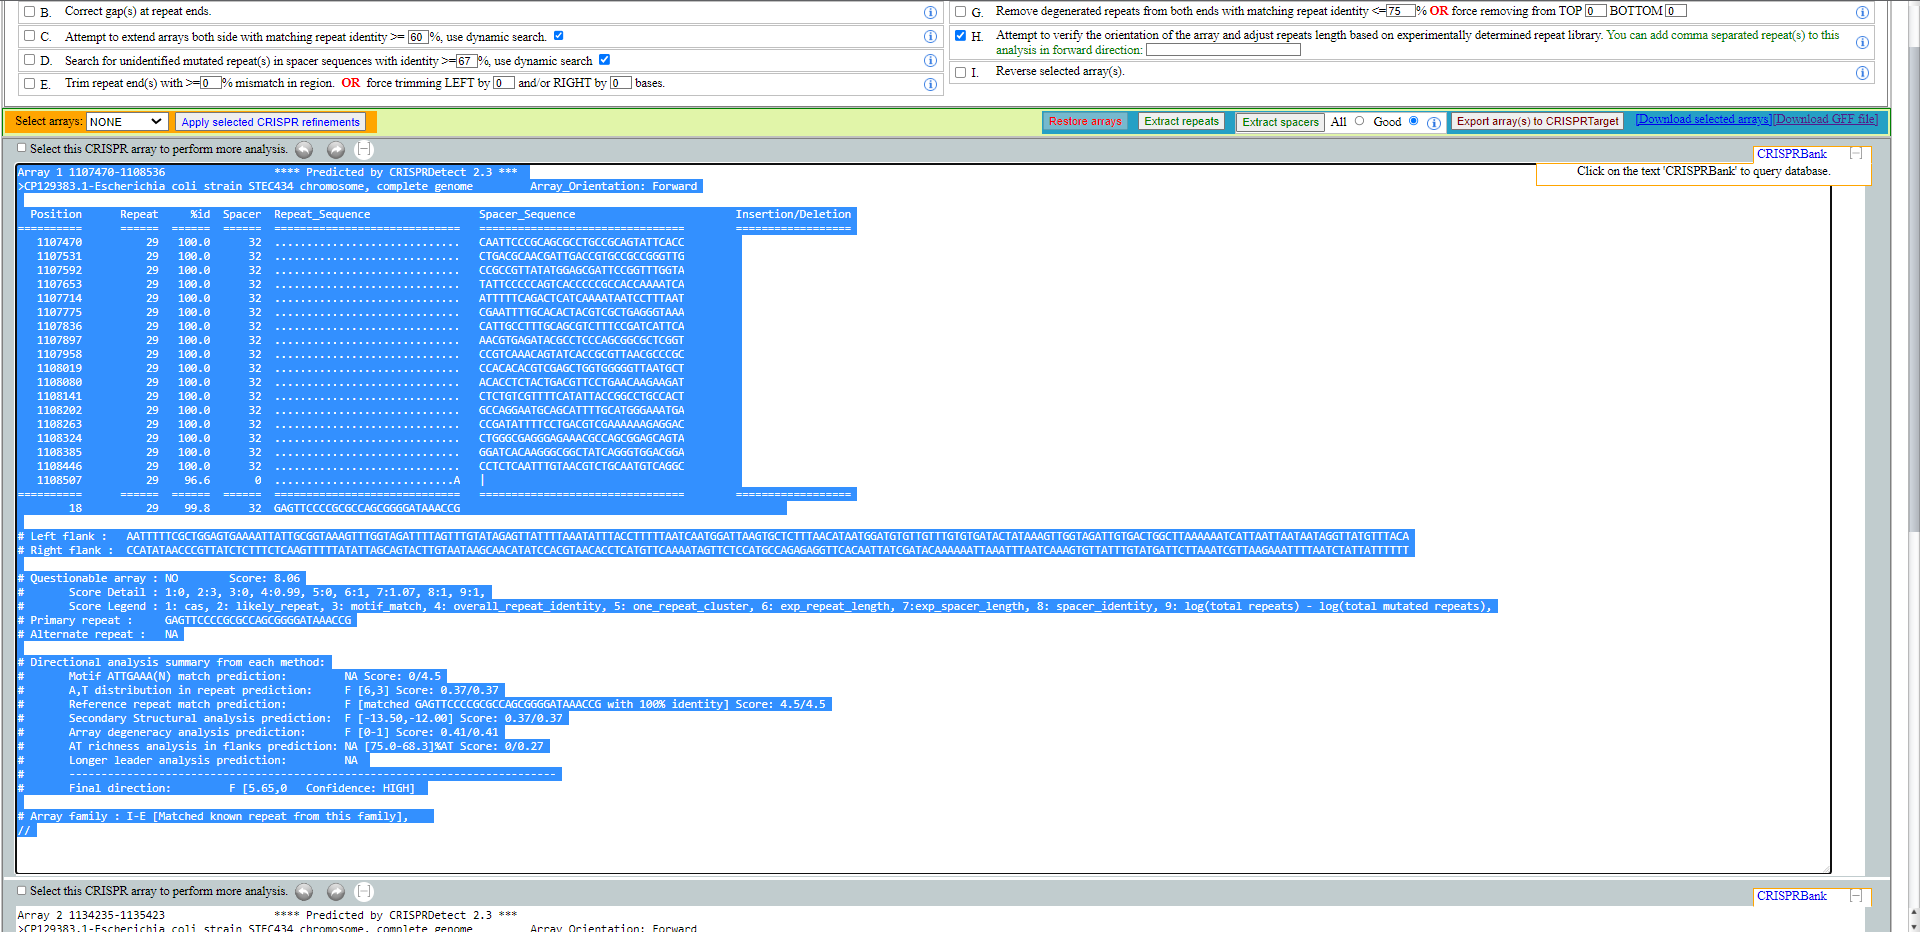 B. Correct gap(s) at repeat ends.
C. Attempt to extend arrays both side with matching repeat identity >= 60 %, use dynamic search.
D. Search for unidentified mutated repeat(s) in spacer sequences with identity >= 67 %, use dynamic search
E. Trim repeat end(s) with >= 0 % mismatch in region. OR force trimming LEFT by 0 and/or RIGHT by 0 bases.
G. Remove degenerated repeats from both ends with matching repeat identity <= 75 % OR force removing from TOP 0 BOTTOM 0
H. Attempt to verify the orientation of the array and adjust repeats length based on experimentally determined repeat library. You can add comma separated repeat(s) to this
analysis in forward direction:
I. Reverse selected array(s).
Select arrays: NONE Apply selected CRISPR refinements Restore arrays Extract repeats Extract spacers All Good Export array(s) to CRISPRTarget [Download selected arrays][Download GFF file]
Select this CRISPR array to perform more analysis.
CRISPRBank
Click on the text 'CRISPRBank' to query database.
Array 1 1107470-1108536 **** Predicted by CRISPRDetect 2.3 ***
>CP129383.1-Escherichia coli strain STEC434 chromosome, complete genome Array_Orientation: Forward
Position Repeat %id Spacer Repeat_Sequence Spacer_Sequence Insertion/Deletion
========== ====== ====== ====== ============================= ================================ ==================
1107470 29 100.0 32 ............................. CAATTCCCGCAGCGCCTGCCGCAGTATTCACC
1107531 29 100.0 32 ............................. CTGACGCAACGATTGACCGTGCCGCCGGGTTG
1107592 29 100.0 32 ............................. CCGCCGTTATATGGAGCGATTCCGGTTTGGTA
1107653 29 100.0 32 ............................. TATTCCCCCAGTCACCCCCGCCACCAAAATCA
1107714 29 100.0 32 ............................. ATTTTTCAGACTCATCAAAATAATCCTTTAAT
1107775 29 100.0 32 ............................. CGAATTTTGCACACTACGTCGCTGAGGGTAAA
1107836 29 100.0 32 ............................. CATTGCCTTTGCAGCGTCTTTCCGATCATTCA
1107897 29 100.0 32 ............................. AACGTGAGATACGCCTCCCAGCGGCGCTCGGT
1107958 29 100.0 32 ............................. CCGTCAAACAGTATCACCGCGTTAACGCCCGC
1108019 29 100.0 32 ............................. CCACACACGTCGAGCTGGTGGGGGTTAATGCT
1108080 29 100.0 32 ............................. ACACCTCTACTGACGTTCCTGAACAAGAAGAT
1108141 29 100.0 32 ............................. CTCTGTCGTTTTCATATTACCGGCCTGCCACT
1108202 29 100.0 32 ............................. GCCAGGAATGCAGCATTTTGCATGGGAAATGA
1108263 29 100.0 32 ............................. CCGATATTTTCCTGACGTCGAAAAAAGAGGAC
1108324 29 100.0 32 ............................. CTGGGCGAGGGAGAAACGCCAGCGGAGCAGTA
1108385 29 100.0 32 ............................. GGATCACAAGGGCGGCTATCAGGGTGGACGGA
1108446 29 100.0 32 ............................. CCTCTCAATTTGTAACGTCTGCAATGTCAGGC
1108507 29 96.6 0 ............................A |
========== ====== ====== ====== ============================= ================================ ==================
18 29 99.8 32 GAGTTCCCCGCGCCAGCGGGGATAAACCG
# Left flank : AATTTTTCGCTGGAGTGAAAATTATTGCGGTAAAGTTTGGTAGATTTTAGTTTGTATAGAGTTATTTTAAATATTTACCTTTTTAATCAATGGATTAAGTGCTCTTTAACATAATGGATGTGTTGTTTGTGTGATACTATAAAGTTGGTAGATTGTGACTGGCTTAAAAAATCATTAATTAATAATAGGTTATGTTTACA
# Right flank : CCATATAACCCGTTATCTCTTTCTCAAGTTTTTATATTAGCAGTACTTGTAATAAGCAACATATCCACGTAACACCTCATGTTCAAAATAGTTCTCCATGCCAGAGAGGTTCACAATTATCGATACAAAAAATTAAATTTAATCAAAGTGTTATTTGTATGATTCTTAAATCGTTAAGAAATTTTAATCTATTATTTTTT
# Questionable array : NO Score: 8.06
# Score Detail : 1:0, 2:3, 3:0, 4:0.99, 5:0, 6:1, 7:1.07, 8:1, 9:1,
# Score Legend : 1: cas, 2: likely_repeat, 3: motif_match, 4: overall_repeat_identity, 5: one_repeat_cluster, 6: exp_repeat_length, 7:exp_spacer_length, 8: spacer_identity, 9: log(total repeats) - log(total mutated repeats),
# Primary repeat : GAGTTCCCCGCGCCAGCGGGGATAAACCG
# Alternate repeat : NA
# Directional analysis summary from each method:
# Motif ATTGAAA(N) match prediction: NA Score: 0/4.5
# A,T distribution in repeat prediction: F [6,3] Score: 0.37/0.37
# Reference repeat match prediction: F [matched GAGTTCCCCGCGCCAGCGGGGATAAACCG with 100% identity] Score: 4.5/4.5
# Secondary Structural analysis prediction: F [-13.50,-12.00] Score: 0.37/0.37
# Array degeneracy analysis prediction: F [0-1] Score: 0.41/0.41
# AT richness analysis in flanks prediction: NA [75.0-68.3]%AT Score: 0/0.27
# Longer leader analysis prediction: NA
# ----------------------------------------------------------------------------
# Final direction: F [5.65,0 Confidence: HIGH]
# Array family : I-E [Matched known repeat from this family],
//
Select this CRISPR array to perform more analysis.
CRISPRBank
Array 2 1134235-1135423 **** Predicted by CRISPRDetect 2.3 ***
>CP129383.1-Escherichia coli strain STEC434 chromosome, complete genome Array_Orientation: Forward